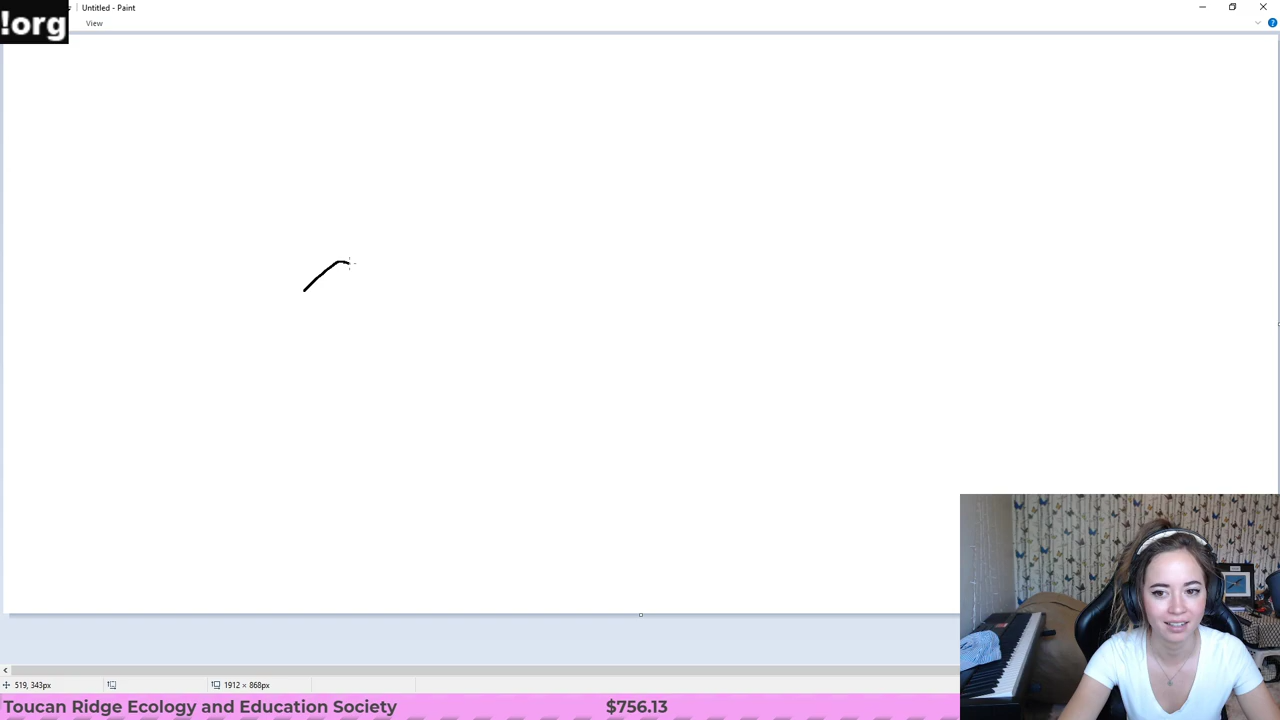 !org
Untitled - Paint
View
519, 343px
1912 × 868px
Toucan Ridge Ecology and Education Society
$756.13